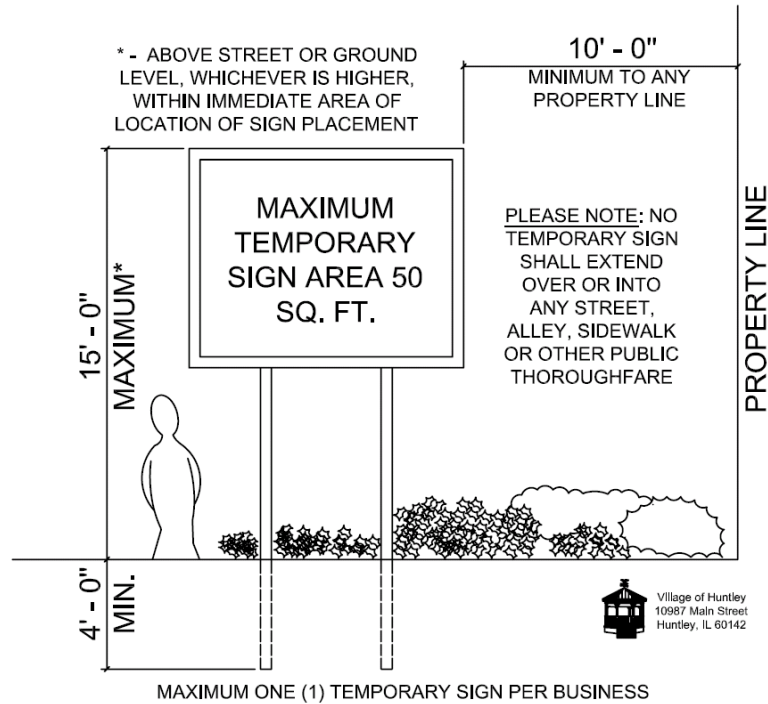 * - ABOVE STREET OR GROUND
LEVEL, WHICHEVER IS HIGHER,
WITHIN IMMEDIATE AREA OF
LOCATION OF SIGN PLACEMENT
10' - 0"
MINIMUM TO ANY
PROPERTY LINE
MAXIMUM
TEMPORARY
SIGN AREA 50
SQ. FT.
PLEASE NOTE: NO
TEMPORARY SIGN
SHALL EXTEND
OVER OR INTO
ANY STREET,
ALLEY, SIDEWALK
OR OTHER PUBLIC
THOROUGHFARE
PROPERTY LINE
15' - 0"
MAXIMUM*
4' - 0"
MIN.
Village of Huntley
10987 Main Street
Huntley, IL 60142
MAXIMUM ONE (1) TEMPORARY SIGN PER BUSINESS